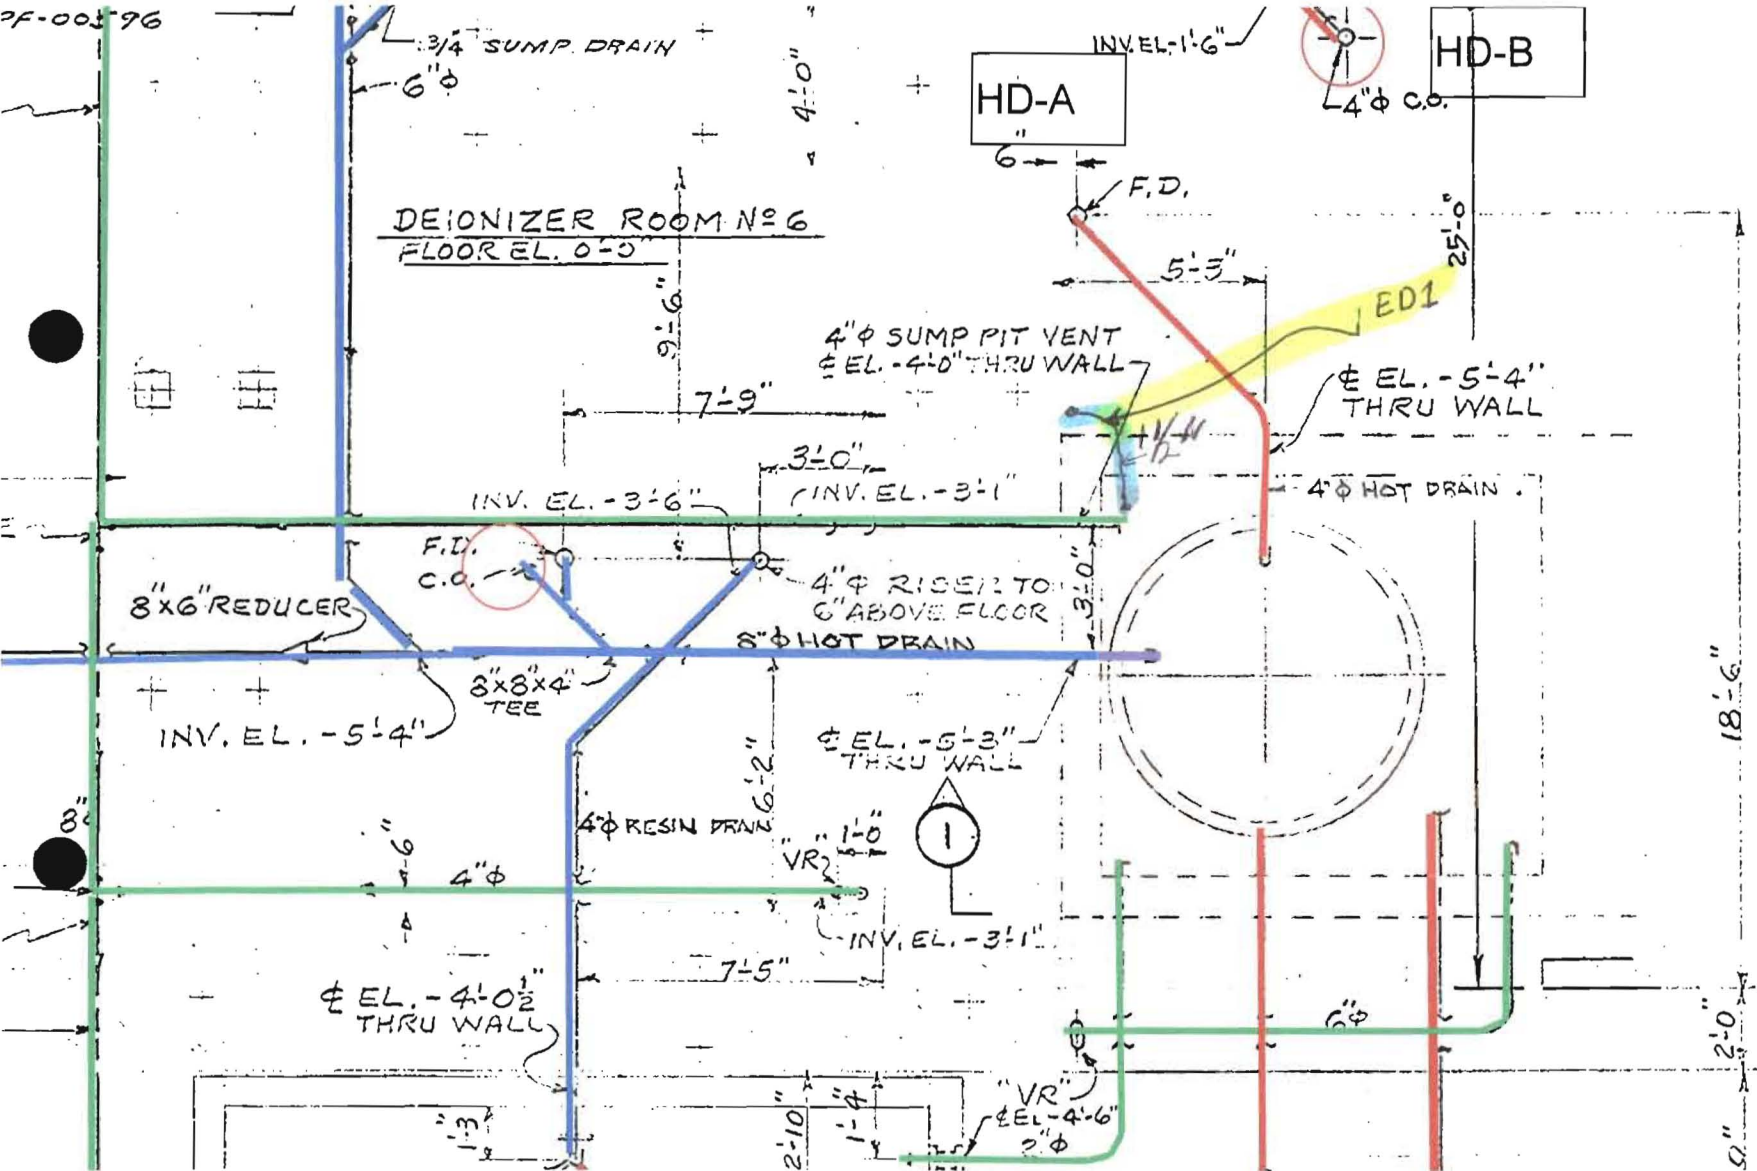 3/4" SUMP DRAIN
6"⌀
4'-0"
INV. EL.-1'-6"
HD-A
HD-B
4"⌀ C.O.
6"
F.D.
DEIONIZER ROOM Nº 6
FLOOR EL. 0'-0"
25'-0"
5'-3"
ED1
9'-6"
4"⌀ SUMP PIT VENT
℄ EL. -4'-0" THRU WALL
℄ EL. -5'-4"
THRU WALL
7'-9"
1 1/2"
3'-0"
INV. EL. -3'-6"
INV. EL. -3'-1"
4"⌀ HOT DRAIN
F.D.
C.O.
8"x6" REDUCER
4"⌀ RISER TO
6" ABOVE FLOOR
3'-0"
8"⌀ HOT DRAIN
8"x8"x4"
TEE
INV. EL. -5'-4"
18'-6"
℄ EL. -5'-3"
THRU WALL
6'-2"
4"⌀ RESIN DRAIN
6"
"VR"
1'-0"
1
4"⌀
INV. EL. -3'-1"
7'-5"
℄ EL. -4'-0 1/2"
THRU WALL
6"⌀
2'-0"
1'-3"
2'-10"
1'-4"
"VR"
℄ EL-4'-6"
2"⌀